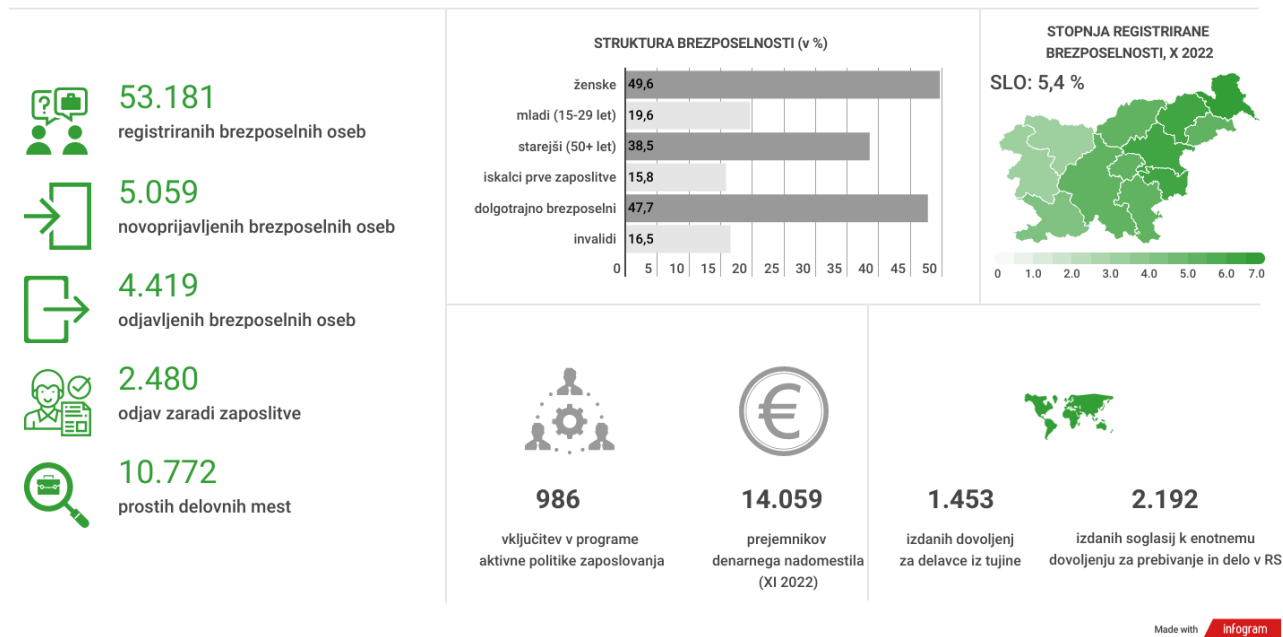 53.181
registriranih brezposelnih oseb
5.059
novoprijavljenih brezposelnih oseb
4.419
odjavljenih brezposelnih oseb
2.480
odjav zaradi zaposlitve
10.772
prostih delovnih mest
STRUKTURA BREZPOSELNOSTI (v %)
ženske 49,6
mladi (15-29 let) 19,6
starejši (50+ let) 38,5
iskalci prve zaposlitve 15,8
dolgotrajno brezposelni 47,7
invalidi 16,5
0 5 10 15 20 25 30 35 40 45 50
STOPNJA REGISTRIRANE
BREZPOSELNOSTI, X 2022
SLO: 5,4 %
0 1.0 2.0 3.0 4.0 5.0 6.0 7.0
986
vključitev v programe
aktivne politike zaposlovanja
14.059
prejemnikov
denarnega nadomestila
(XI 2022)
1.453
izdanih dovoljenj
za delavce iz tujine
2.192
izdanih soglasij k enotnemu
dovoljenju za prebivanje in delo v RS
Made with infogram